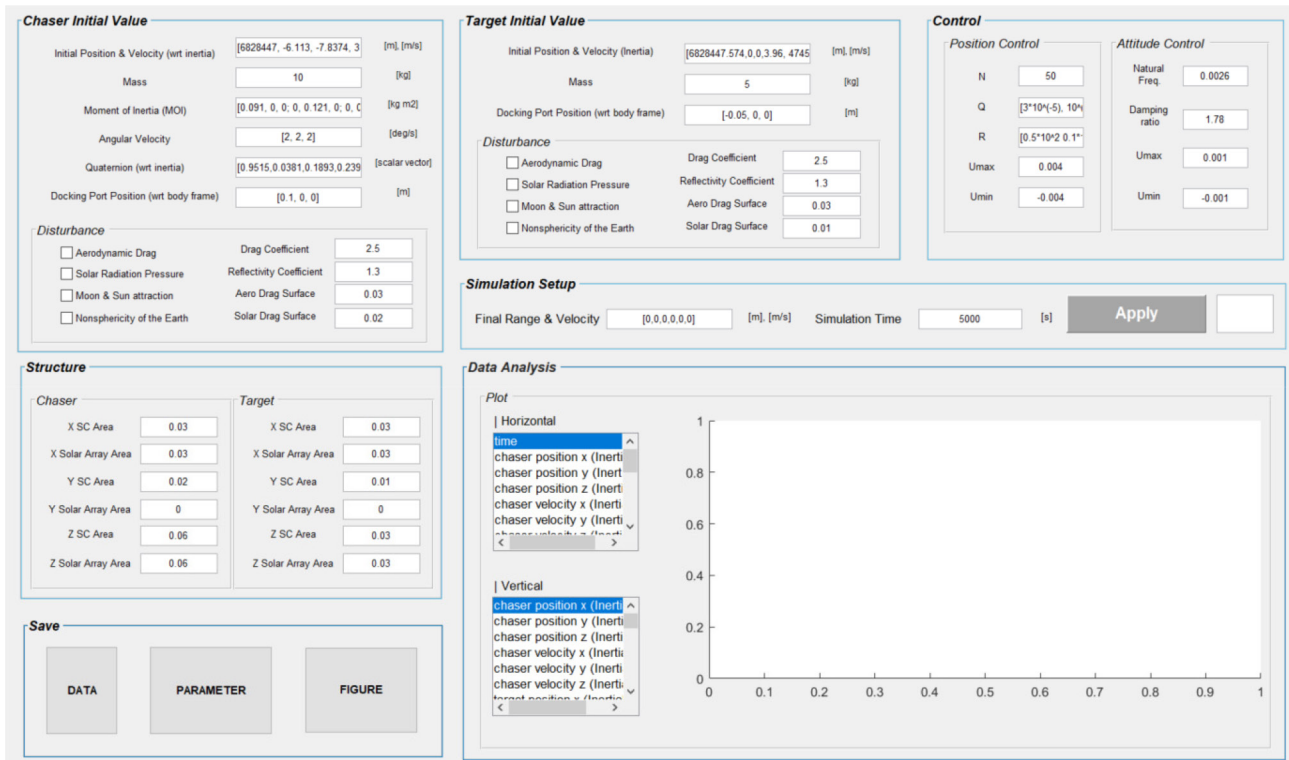 Chaser Initial Value
Initial Position & Velocity (wrt inertia) [6828447, -6.113, -7.8374, 3 [m], [m/s]
Mass 10 [kg]
Moment of Inertia (MOI) [0.091, 0, 0; 0, 0.121, 0; 0, 0 [kg m2]
Angular Velocity [2, 2, 2] [deg/s]
Quaternion (wrt inertia) [0.9515,0.0381,0.1893,0.239 [scalar vector]
Docking Port Position (wrt body frame) [0.1, 0, 0] [m]
Disturbance
Aerodynamic Drag Drag Coefficient 2.5
Solar Radiation Pressure Reflectivity Coefficient 1.3
Moon & Sun attraction Aero Drag Surface 0.03
Nonsphericity of the Earth Solar Drag Surface 0.02
Target Initial Value
Initial Position & Velocity (Inertia) [6828447.574,0,0,3.96, 4745 [m], [m/s]
Mass 5 [kg]
Docking Port Position (wrt body frame) [-0.05, 0, 0] [m]
Disturbance
Aerodynamic Drag Drag Coefficient 2.5
Solar Radiation Pressure Reflectivity Coefficient 1.3
Moon & Sun attraction Aero Drag Surface 0.03
Nonsphericity of the Earth Solar Drag Surface 0.01
Control
Position Control
N 50
Q [3*10^(-5), 10^
R [0.5*10^2 0.1*
Umax 0.004
Umin -0.004
Attitude Control
Natural
Freq. 0.0026
Damping
ratio 1.78
Umax 0.001
Umin -0.001
Simulation Setup
Final Range & Velocity [0,0,0,0,0,0] [m], [m/s] Simulation Time 5000 [s] Apply
Structure
Chaser
X SC Area 0.03
X Solar Array Area 0.03
Y SC Area 0.02
Y Solar Array Area 0
Z SC Area 0.06
Z Solar Array Area 0.06
Target
X SC Area 0.03
X Solar Array Area 0.03
Y SC Area 0.01
Y Solar Array Area 0
Z SC Area 0.03
Z Solar Array Area 0.03
Save
DATA PARAMETER FIGURE
Data Analysis
Plot
| Horizontal
time
chaser position x (Inerti
chaser position y (Inert
chaser position z (Inert
chaser velocity x (Inerti
chaser velocity y (Inerti
chaser velocity z (Inerti
| Vertical
chaser position x (Inerti
chaser position y (Inerti
chaser position z (Inerti
chaser velocity x (Inertia
chaser velocity y (Inerti
chaser velocity z (Inerti
target position x (Inertia
1
0.8
0.6
0.4
0.2
0
0 0.1 0.2 0.3 0.4 0.5 0.6 0.7 0.8 0.9 1